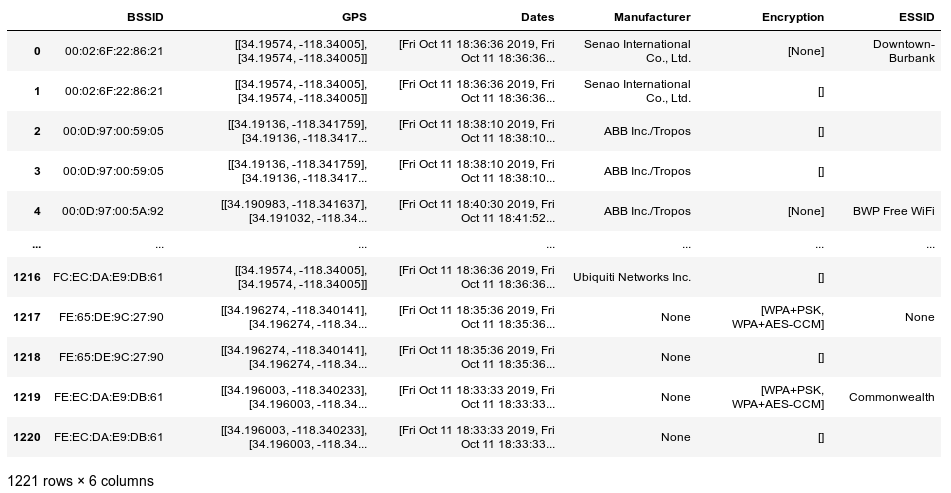 BSSID GPS Dates Manufacturer Encryption ESSID
0 00:02:6F:22:86:21 [[34.19574, -118.34005], [34.19574, -118.34005]] [Fri Oct 11 18:36:36 2019, Fri Oct 11 18:36:36... Senao International Co., Ltd. [None] Downtown-Burbank
1 00:02:6F:22:86:21 [[34.19574, -118.34005], [34.19574, -118.34005]] [Fri Oct 11 18:36:36 2019, Fri Oct 11 18:36:36... Senao International Co., Ltd. []
2 00:0D:97:00:59:05 [[34.19136, -118.341759], [34.19136, -118.3417... [Fri Oct 11 18:38:10 2019, Fri Oct 11 18:38:10... ABB Inc./Tropos []
3 00:0D:97:00:59:05 [[34.19136, -118.341759], [34.19136, -118.3417... [Fri Oct 11 18:38:10 2019, Fri Oct 11 18:38:10... ABB Inc./Tropos []
4 00:0D:97:00:5A:92 [[34.190983, -118.341637], [34.191032, -118.34... [Fri Oct 11 18:40:30 2019, Fri Oct 11 18:41:52... ABB Inc./Tropos [None] BWP Free WiFi
... ... ... ... ... ... ...
1216 FC:EC:DA:E9:DB:61 [[34.19574, -118.34005], [34.19574, -118.34005]] [Fri Oct 11 18:36:36 2019, Fri Oct 11 18:36:36... Ubiquiti Networks Inc. []
1217 FE:65:DE:9C:27:90 [[34.196274, -118.340141], [34.196274, -118.34... [Fri Oct 11 18:35:36 2019, Fri Oct 11 18:35:36... None [WPA+PSK, WPA+AES-CCM] None
1218 FE:65:DE:9C:27:90 [[34.196274, -118.340141], [34.196274, -118.34... [Fri Oct 11 18:35:36 2019, Fri Oct 11 18:35:36... None []
1219 FE:EC:DA:E9:DB:61 [[34.196003, -118.340233], [34.196003, -118.34... [Fri Oct 11 18:33:33 2019, Fri Oct 11 18:33:33... None [WPA+PSK, WPA+AES-CCM] Commonwealth
1220 FE:EC:DA:E9:DB:61 [[34.196003, -118.340233], [34.196003, -118.34... [Fri Oct 11 18:33:33 2019, Fri Oct 11 18:33:33... None []
1221 rows × 6 columns